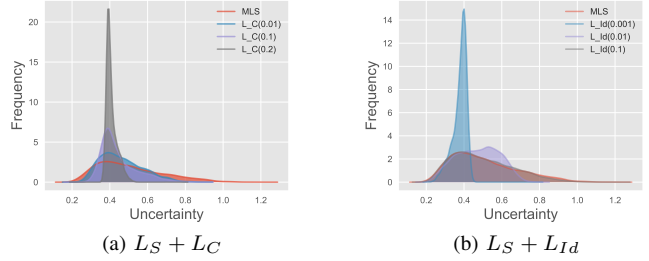 MLS
L_C(0.01)
L_C(0.1)
L_C(0.2)
20
15
10
5
0
Frequency
0.2 0.4 0.6 0.8 1.0 1.2
Uncertainty
(a) L_S + L_C
MLS
L_Id(0.001)
L_Id(0.01)
L_Id(0.1)
14
12
10
8
6
4
2
0
Frequency
0.2 0.4 0.6 0.8 1.0 1.2
Uncertainty
(b) L_S + L_{Id}